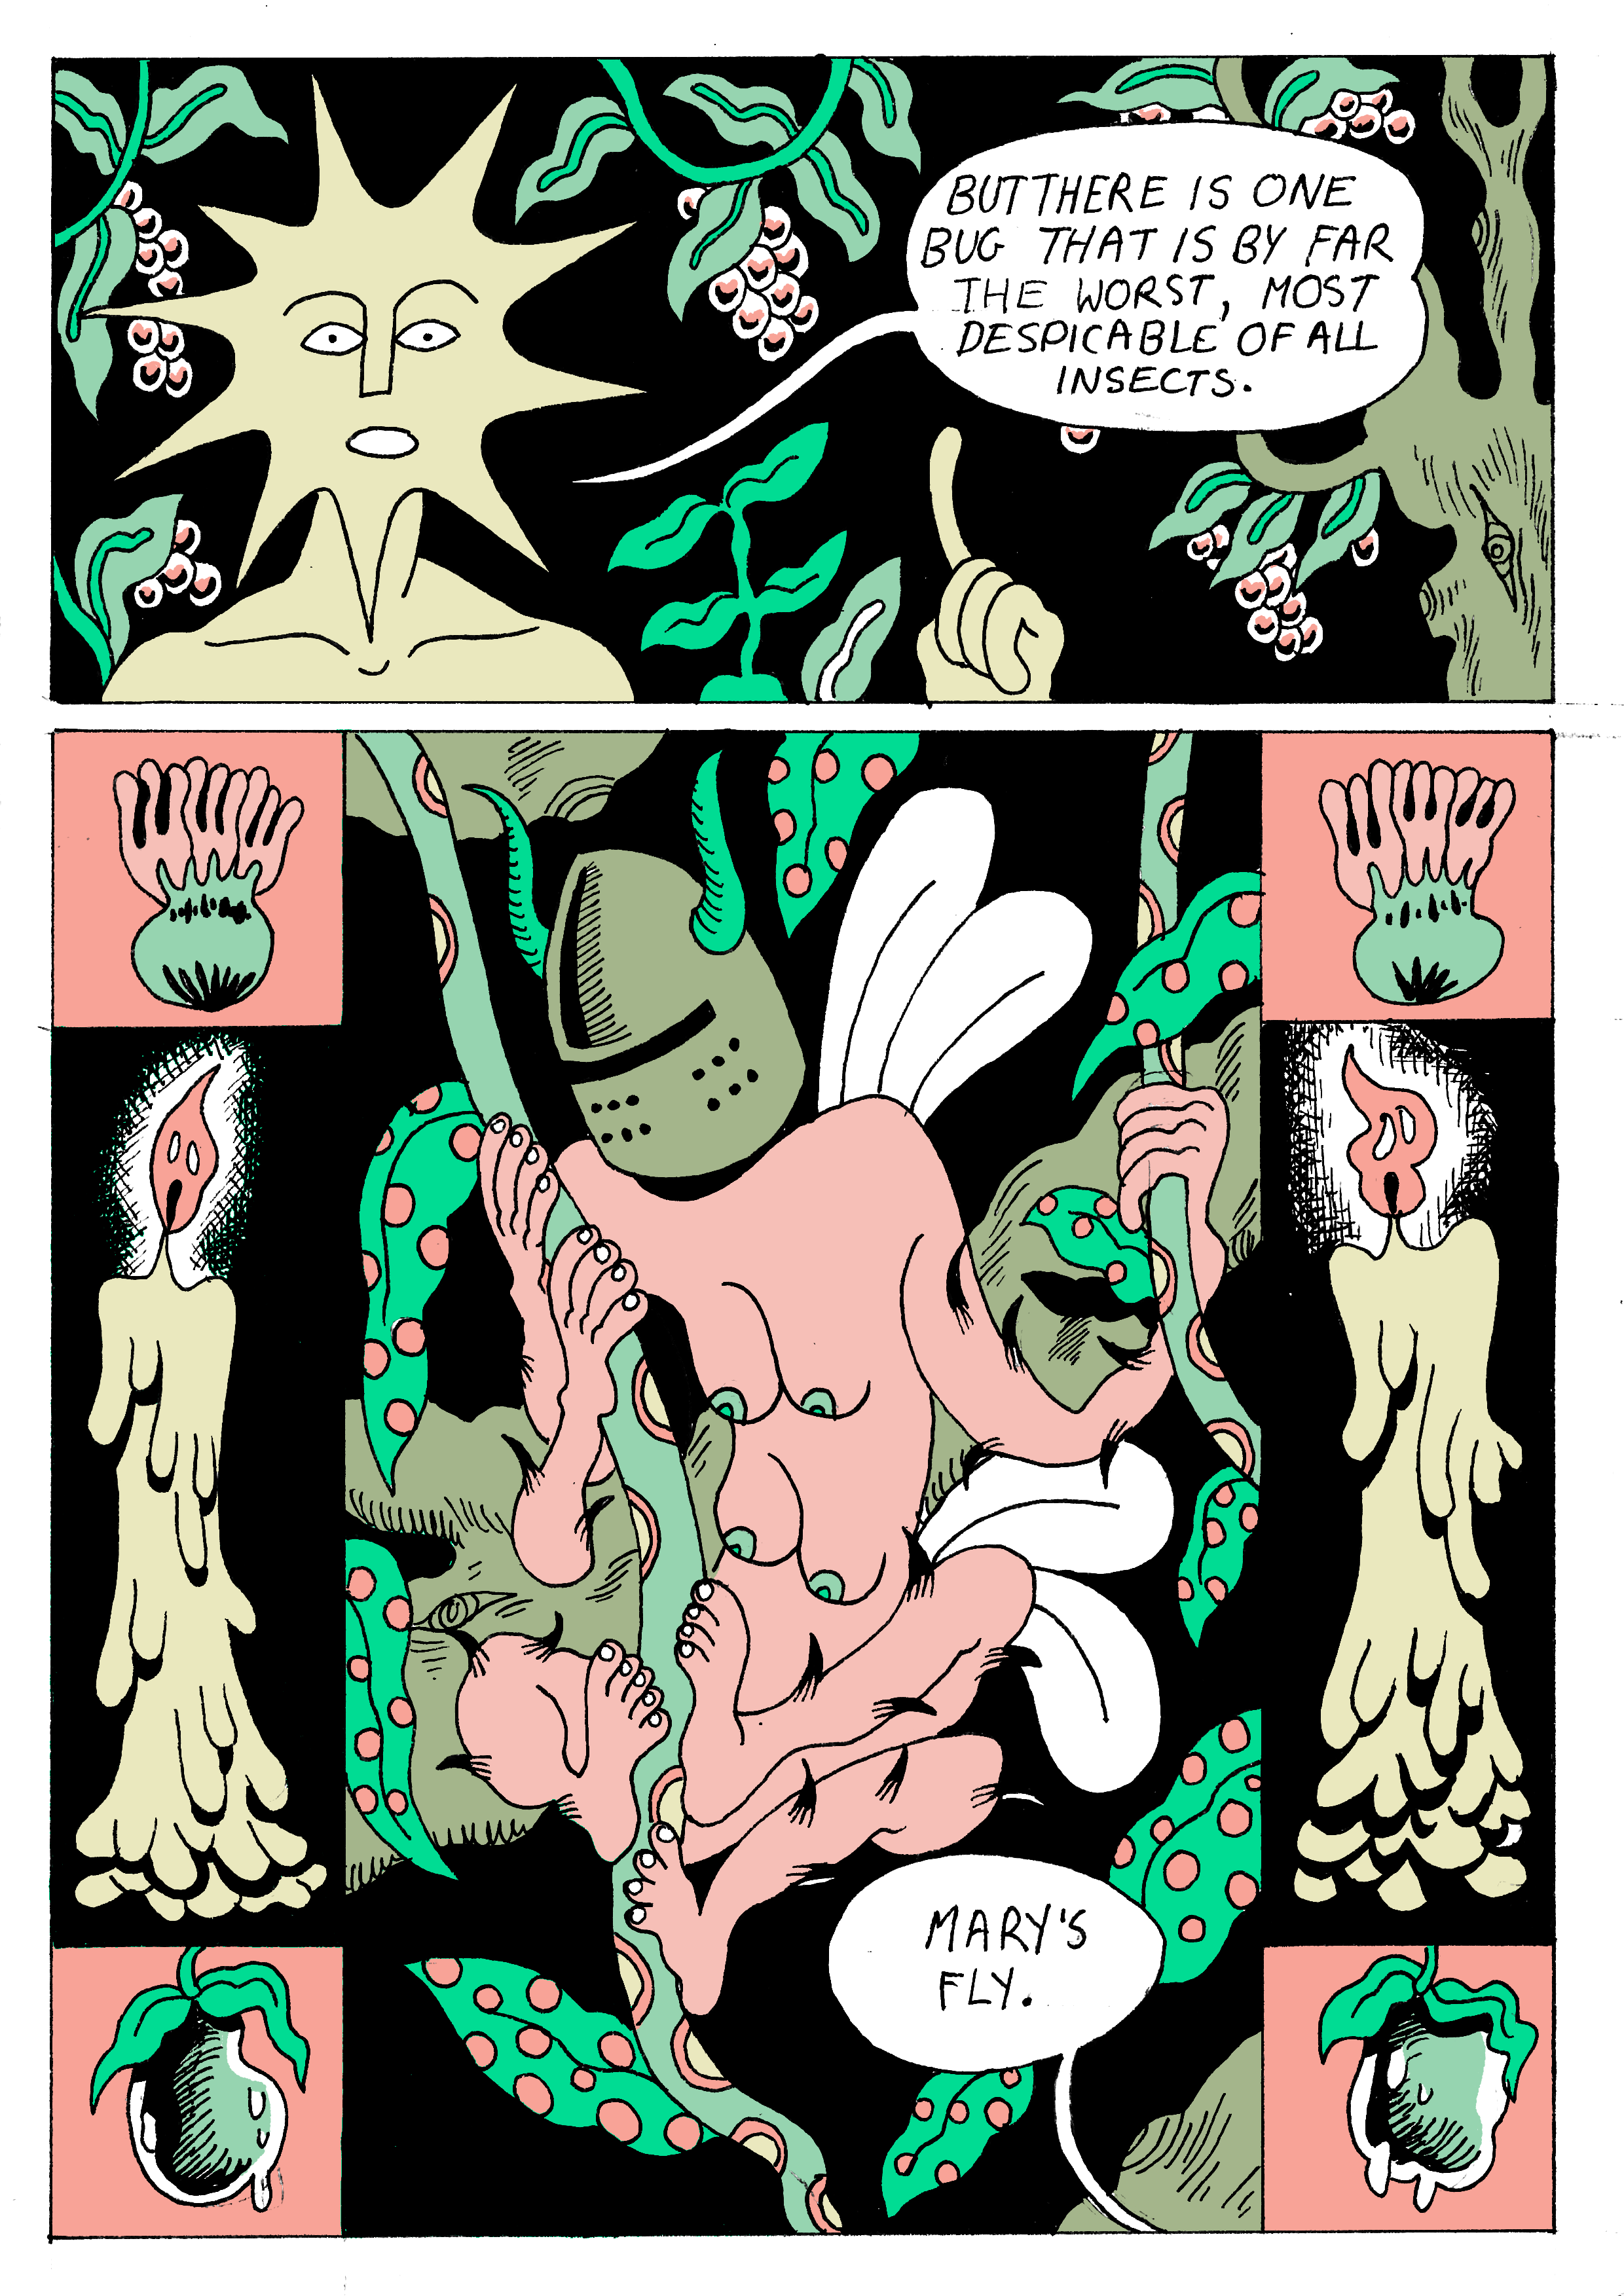 BUT THERE IS ONE
BUG THAT IS BY FAR
THE WORST, MOST
DESPICABLE OF ALL
INSECTS.
MARY'S
FLY.